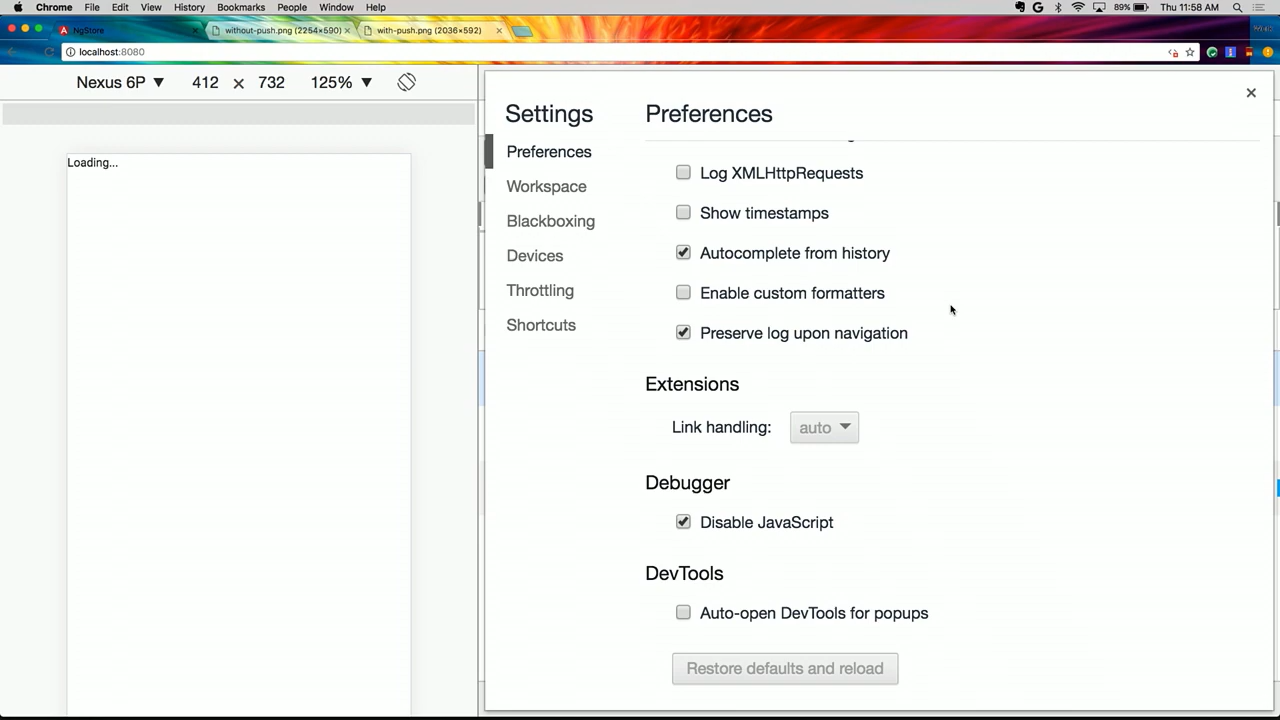 Chrome File Edit View History Bookmarks People Window Help 89% Thu 11:58 AM
NgStore without-push.png (2254×590) with-push.png (2036×592)
localhost:8080
Nexus 6P 412 × 732 125%
Loading...
Settings
Preferences
Workspace
Blackboxing
Devices
Throttling
Shortcuts
Preferences
Log XMLHttpRequests
Show timestamps
Autocomplete from history
Enable custom formatters
Preserve log upon navigation
Extensions
Link handling: auto
Debugger
Disable JavaScript
DevTools
Auto-open DevTools for popups
Restore defaults and reload